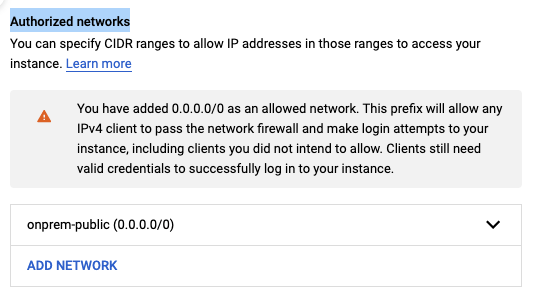 Authorized networks
You can specify CIDR ranges to allow IP addresses in those ranges to access your
instance. Learn more
You have added 0.0.0.0/0 as an allowed network. This prefix will allow any
IPv4 client to pass the network firewall and make login attempts to your
instance, including clients you did not intend to allow. Clients still need
valid credentials to successfully log in to your instance.
onprem-public (0.0.0.0/0)
ADD NETWORK